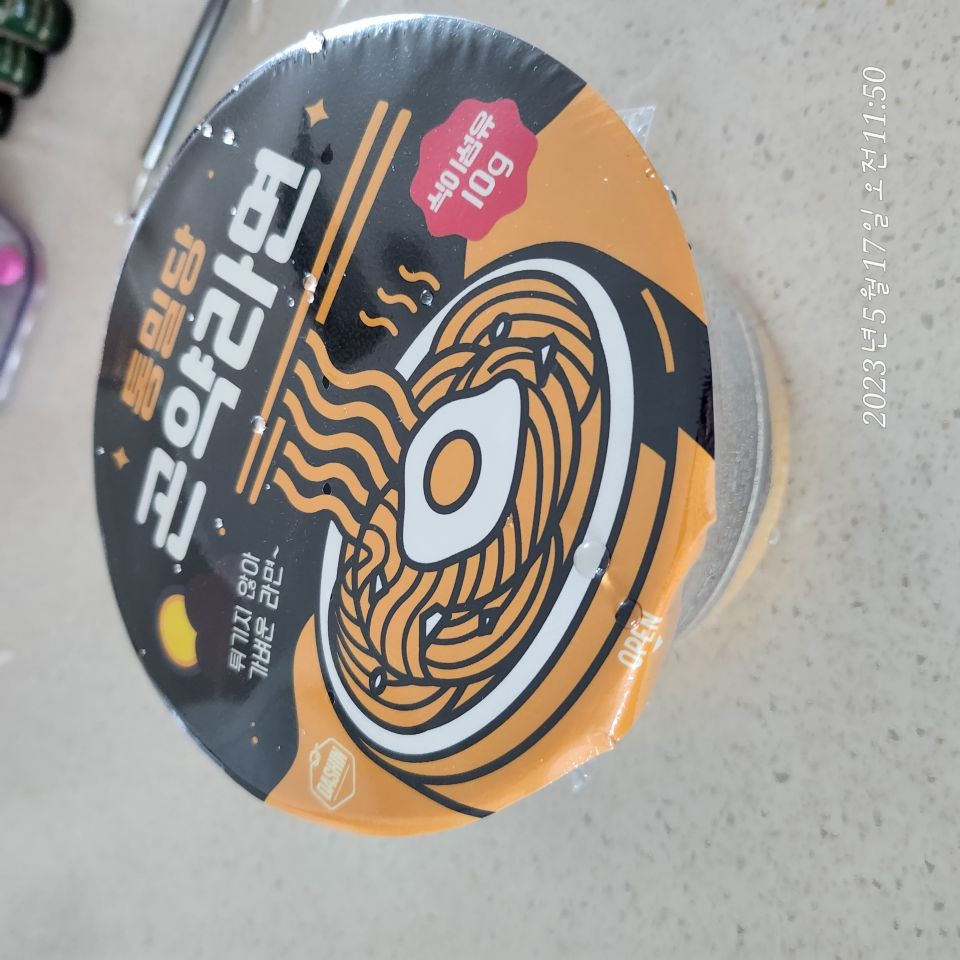 통밀당
곤약라면
식이섬유
10g
튀기지 않아
가벼운 라면~
DASHIN
OPEN
2023년 5월 17일 오전 11:50